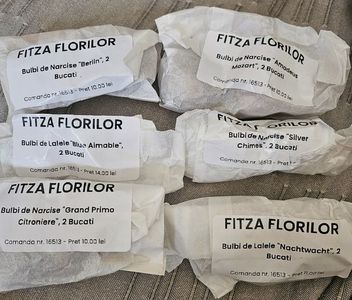 FITZA FLORILOR
Bulbi de Narcise "Berlin", 2
Bucati
Comanda nr. 16513 - Pret 10.00 lei
FITZA FLORILOR
Bulbi de Narcise "Amadeus
Mozart", 2 Bucati
Comanda nr. 16513 - Pret 10.00 lei
FITZA FLORILOR
Bulbi de Lalele "Blue Aimable",
2 Bucati
Comanda nr. 16513 - Pret 14.00 lei
FITZA FLORILOR
Bulbi de Narcise "Silver
Chimes", 2 Bucati
Comanda nr. 16513 - Pret
FITZA FLORILOR
Bulbi de Narcise "Grand Primo
Citroniere", 2 Bucati
Comanda nr. 16513 - Pret 10.00 lei
FITZA FLORILOR
Bulbi de Lalele "Nachtwacht", 2
Bucati
Comanda nr. 16513 - Pret lei